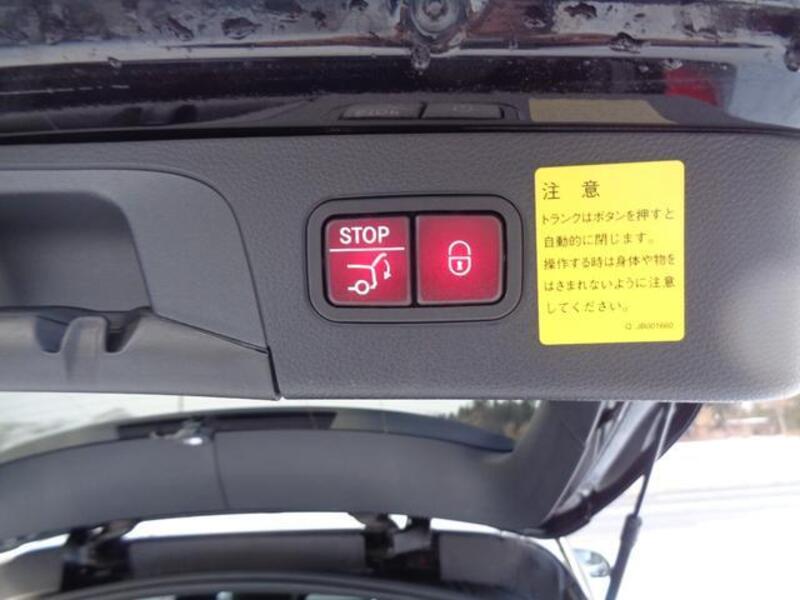 STOP
注 意
トランクはボタンを押すと
自動的に閉じます。
操作する時は身体や物を
はさまれないように注意
してください。